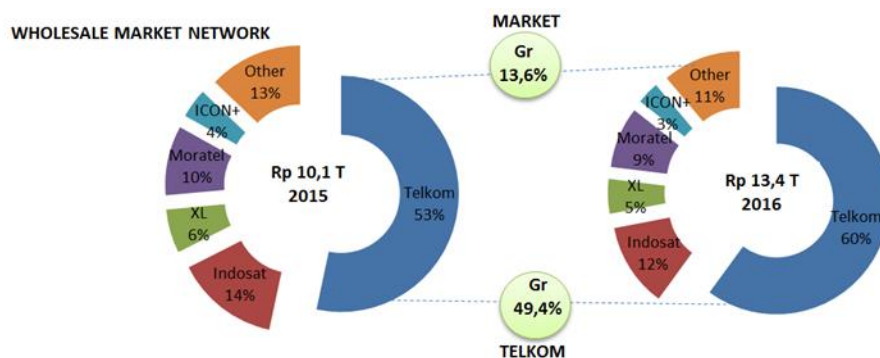 WHOLESALE MARKET NETWORK
MARKET
Gr
13,6%
Other
13%
ICON+
4%
Moratel
10%
XL
6%
Indosat
14%
Telkom
53%
Rp 10,1 T
2015
Other
11%
ICON+
3%
Moratel
9%
XL
5%
Indosat
12%
Telkom
60%
Rp 13,4 T
2016
Gr
49,4%
TELKOM